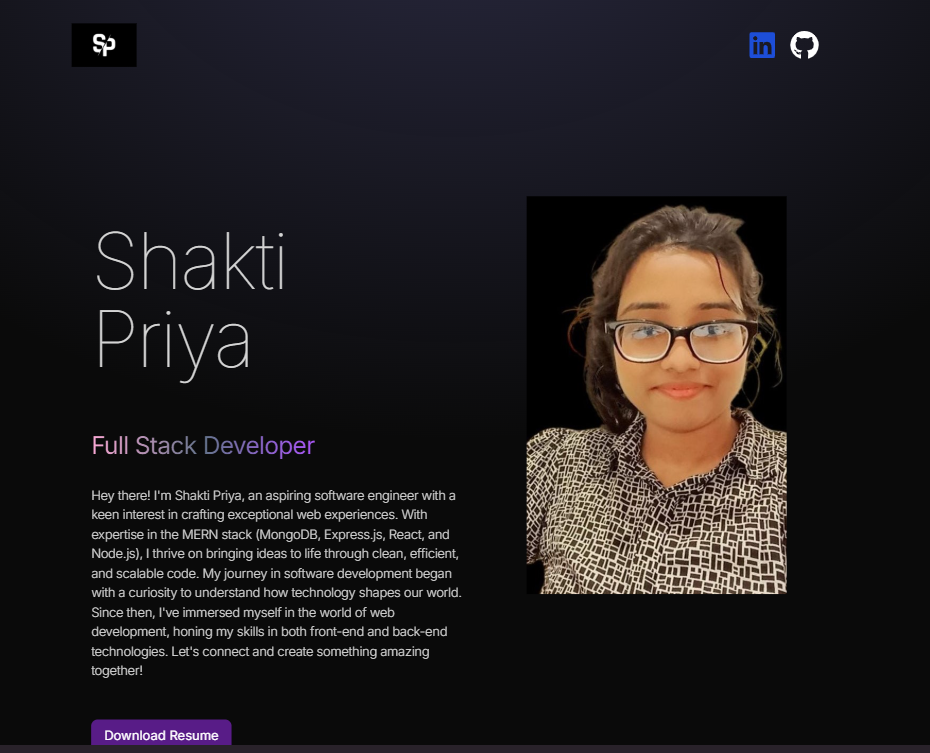 SP
in
Shakti
Priya
Full Stack Developer
Hey there! I'm Shakti Priya, an aspiring software engineer with a
keen interest in crafting exceptional web experiences. With
expertise in the MERN stack (MongoDB, Express.js, React, and
Node.js), I thrive on bringing ideas to life through clean, efficient,
and scalable code. My journey in software development began
with a curiosity to understand how technology shapes our world.
Since then, I've immersed myself in the world of web
development, honing my skills in both front-end and back-end
technologies. Let's connect and create something amazing
together!
Download Resume